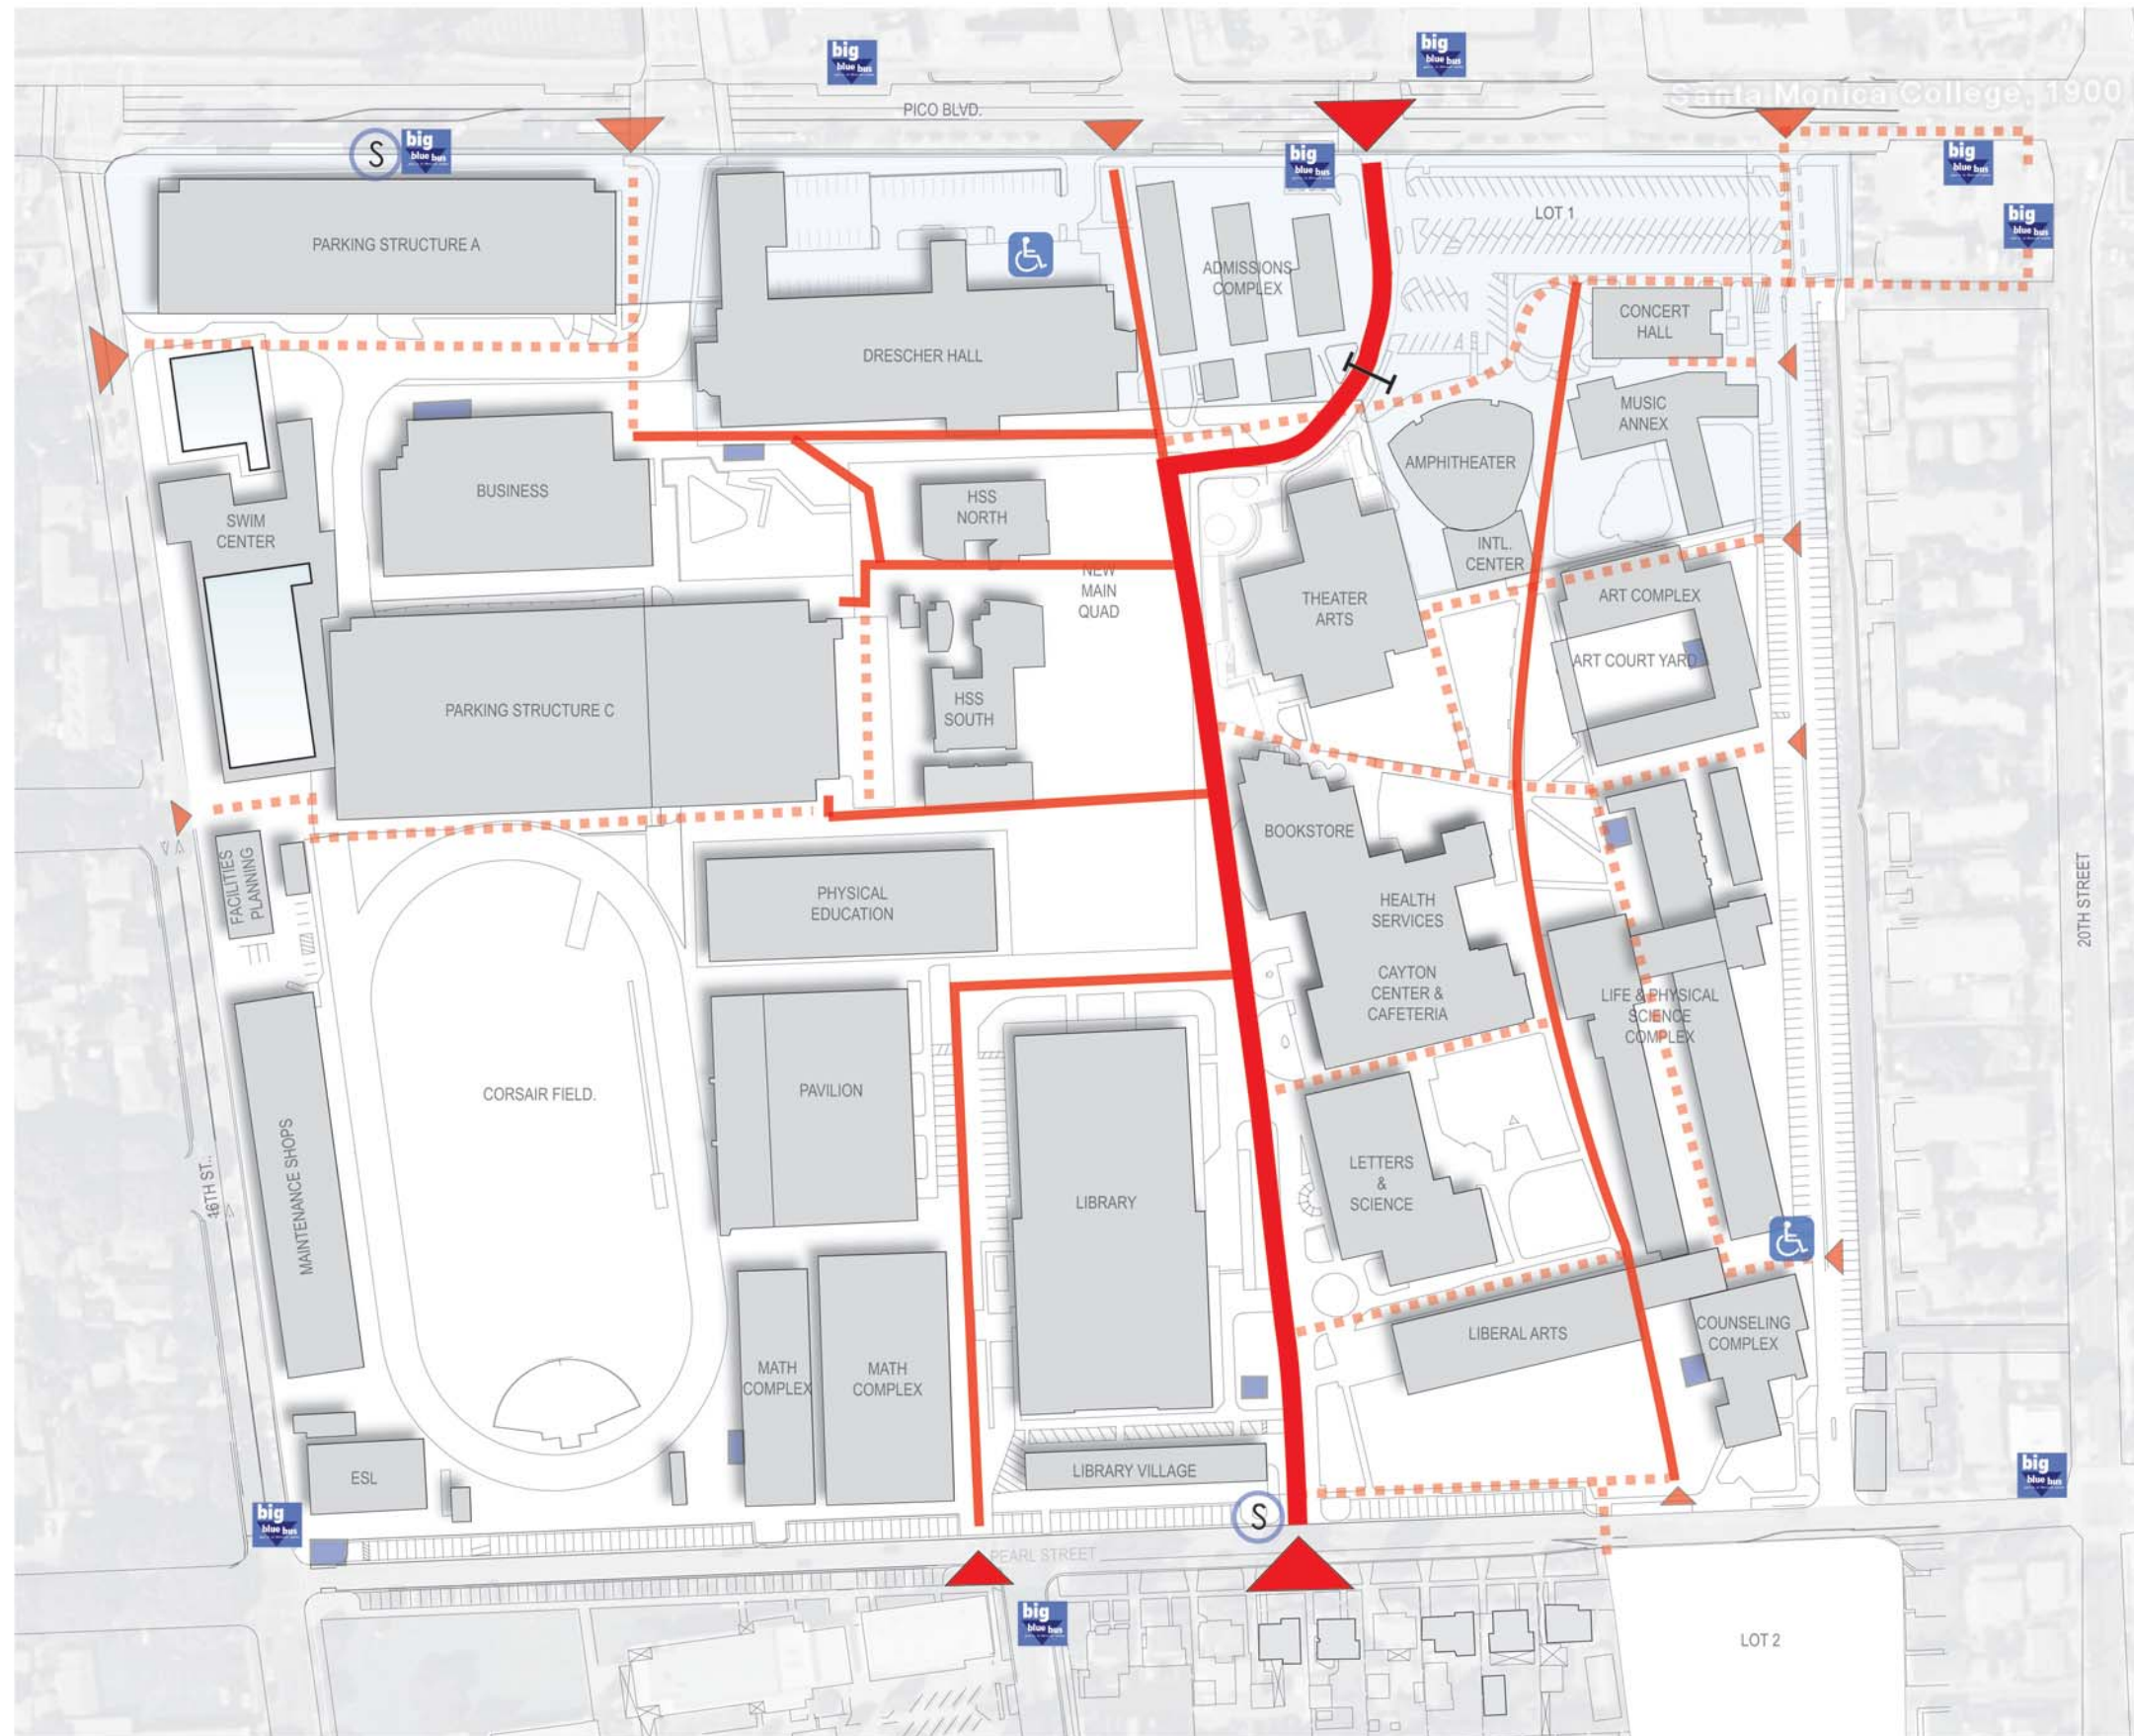 big
blue bus
big
blue bus
Santa Monica College, 1900
PICO BLVD.
S
big
blue bus
big
blue bus
big
blue bus
big
blue bus
LOT 1
PARKING STRUCTURE A
ADMISSIONS
COMPLEX
CONCERT
HALL
DRESCHER HALL
MUSIC
ANNEX
AMPHITHEATER
BUSINESS
HSS
NORTH
SWIM
CENTER
INTL.
CENTER
NEW
MAIN
QUAD
THEATER
ARTS
ART COMPLEX
ART COURT YARD
PARKING STRUCTURE C
HSS
SOUTH
BOOKSTORE
FACILITIES
PLANNING
PHYSICAL
EDUCATION
HEALTH
SERVICES
20TH STREET
CAYTON
CENTER &
CAFETERIA
LIFE & PHYSICAL
SCIENCE
COMPLEX
CORSAIR FIELD.
PAVILION
16TH ST..
MAINTENANCE SHOPS
LIBRARY
LETTERS
&
SCIENCE
LIBERAL ARTS
COUNSELING
COMPLEX
MATH
COMPLEX
MATH
COMPLEX
ESL
LIBRARY VILLAGE
big
blue bus
S
big
blue bus
PEARL STREET
big
blue bus
LOT 2